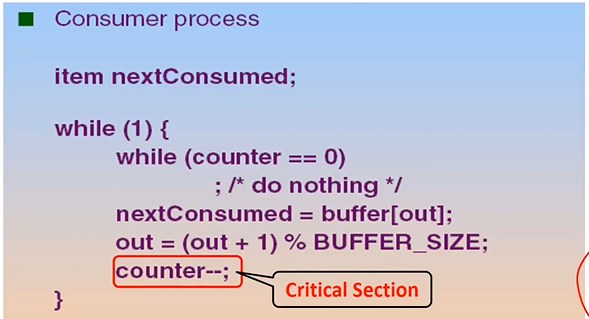 Consumer process
item nextConsumed;
while (1) {
while (counter == 0)
; /* do nothing */
nextConsumed = buffer[out];
out = (out + 1) % BUFFER_SIZE;
counter--;
Critical Section
}